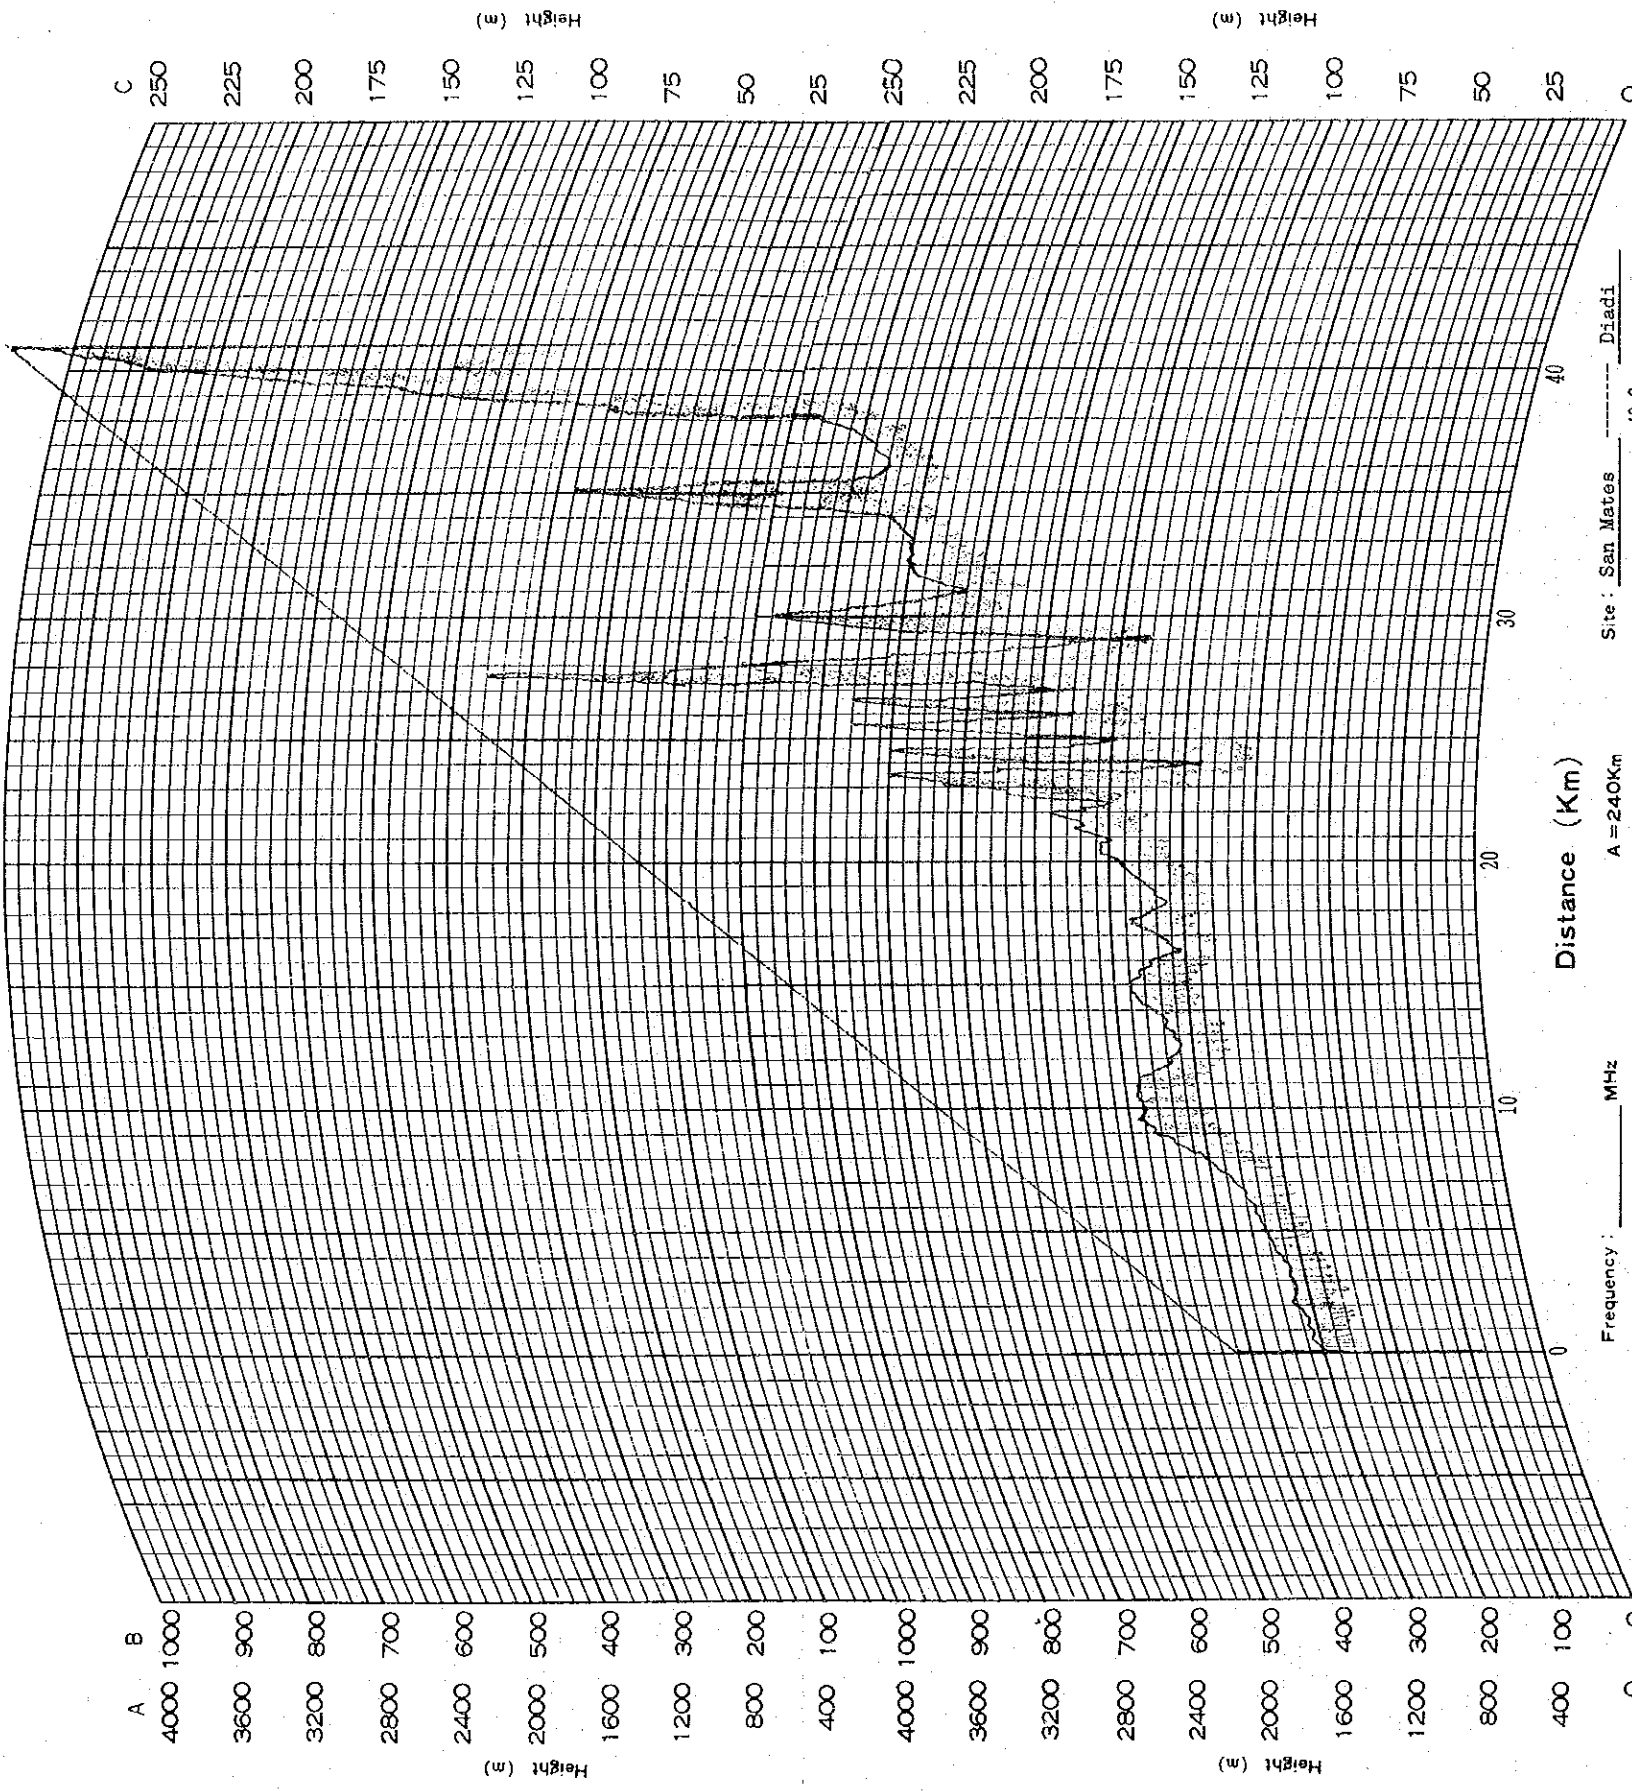 A B C
4000 1000 250
3600 900 225
3200 800 200
2800 700 175
2400 600 150
2000 500 125
1600 400 100
1200 300 75
800 200 50
400 100 25
4000 1000 250
3600 900 225
3200 800 200
2800 700 175
2400 600 150
2000 500 125
1600 400 100
1200 300 75
800 200 50
400 100 25
0 0 0
Height (m)
Height (m)
Height (m)
Height (m)
0 10 20 30 40
Distance (Km)
Frequency : MHz A=240Km Site : San Mates ------- Diadi